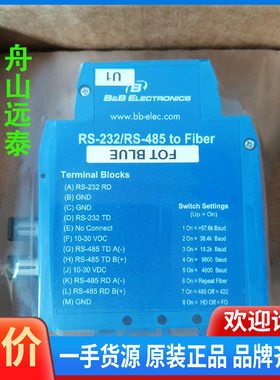 舟山远泰
U1
B&B ELECTRONICS
www.bb-elec.com
RS-232/RS-485 to Fiber
FOT BLUE
Terminal Blocks
(A) RS-232 RD
(B) GND
(C) GND
(D) RS-232 TD
(E) No Connect
(F) 10-30 VDC
(G) RS-485 TD A(-)
(H) RS-485 TD B(+)
(J) 10-30 VDC
(K) RS-485 RD A(-)
(L) RS-485 RD B(+)
(M) GND
Switch Settings
(Up = On)
1 On = 57.6k Baud
2 On = 38.4k Baud
3 On = 19.2k Baud
4 On = 9600 Baud
5 On = 4800 Baud
6 On = Repeat Fiber
7 On = 485 Off = 422
8 On = HD Off = FD
价
欢迎
一手货源 原装正品 品牌